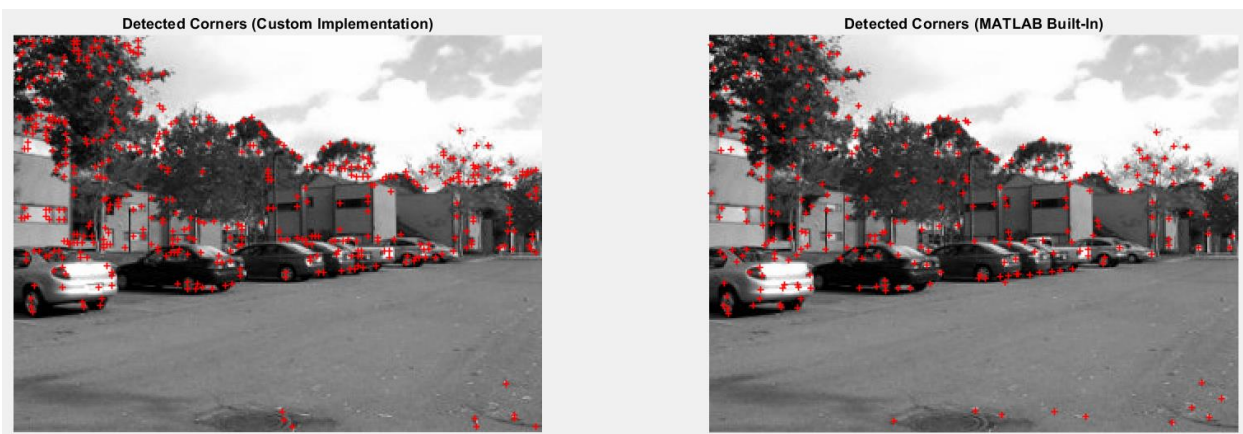 Detected Corners (Custom Implementation)
Detected Corners (MATLAB Built-In)